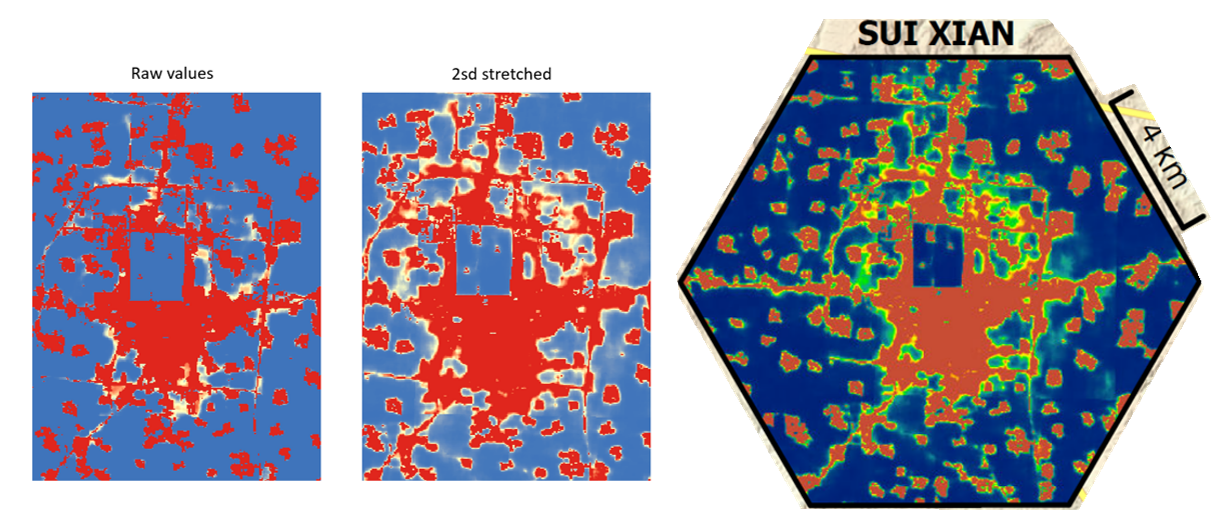 Raw values
2sd stretched
SUI XIAN
4 km